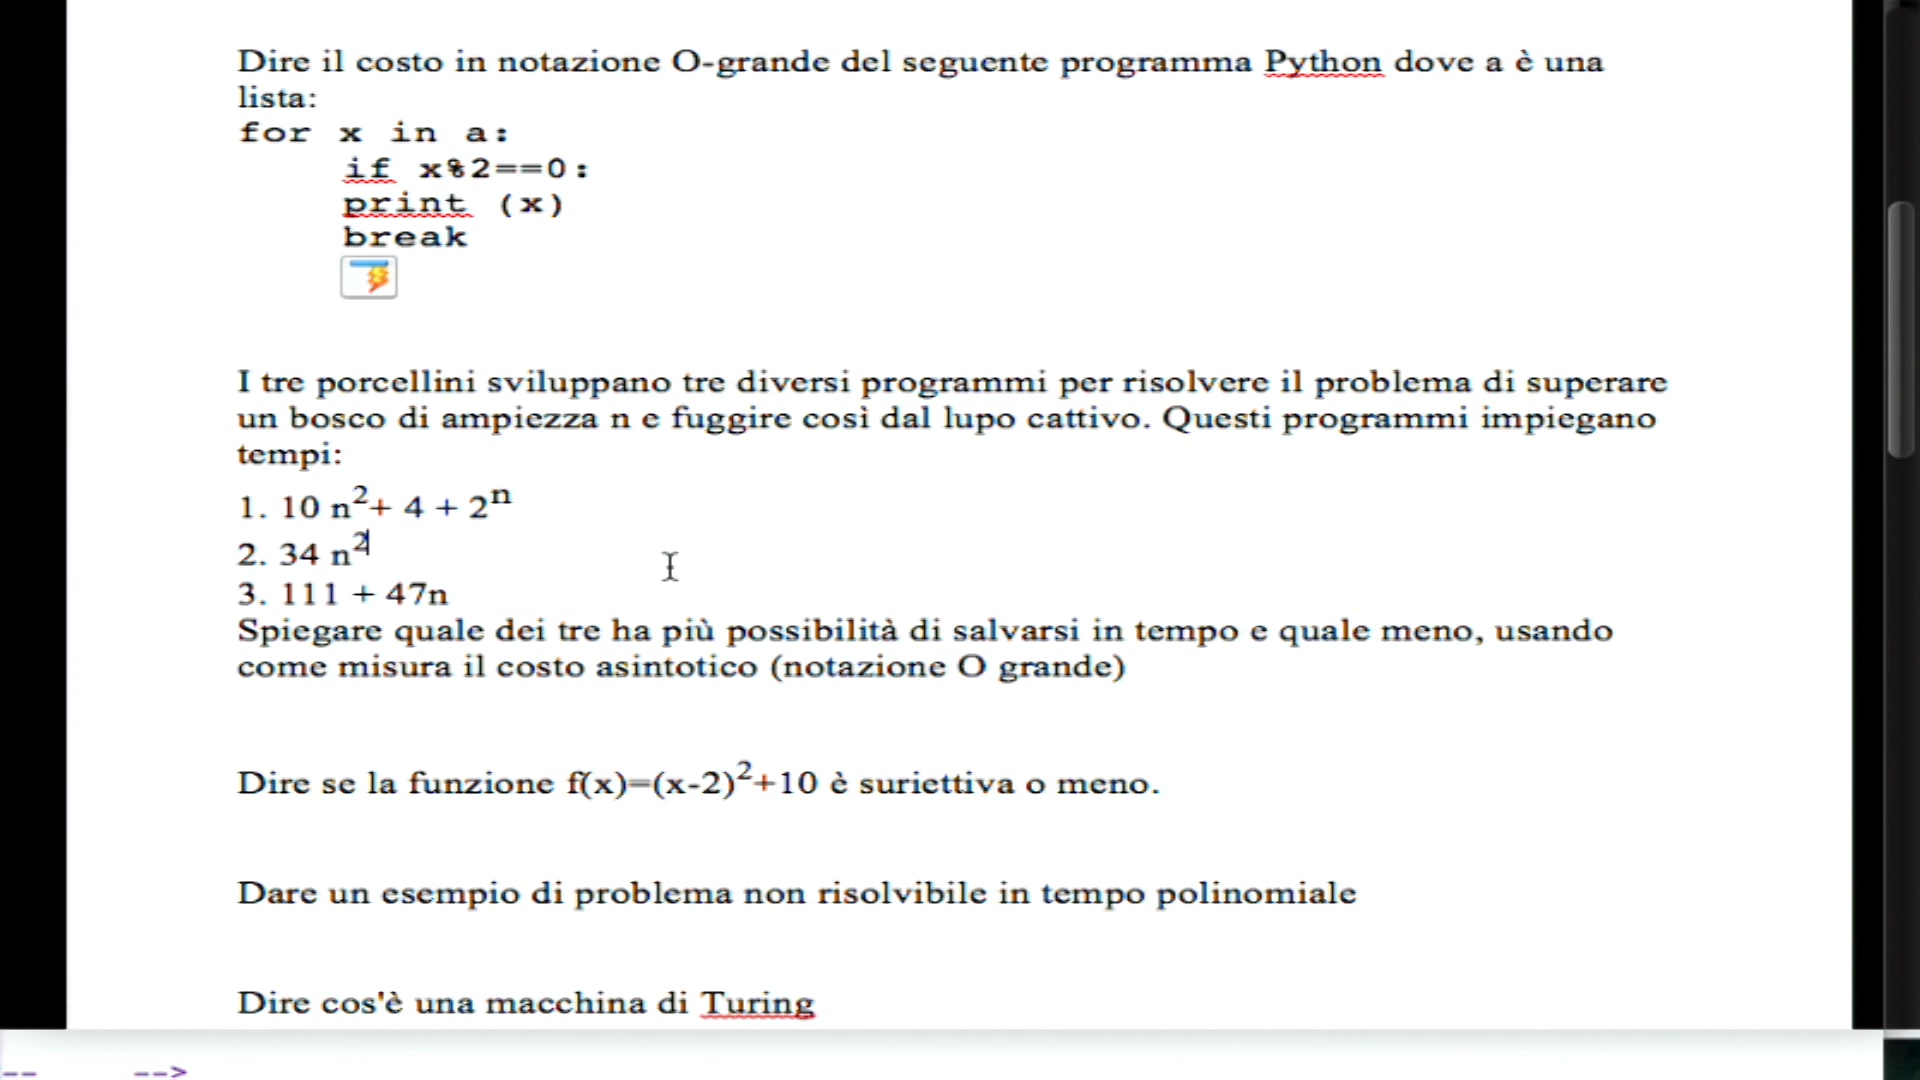 Dire il costo in notazione O-grande del seguente programma Python dove a è una
lista:
for x in a:
if x%2==0:
print (x)
break
I tre porcellini sviluppano tre diversi programmi per risolvere il problema di superare
un bosco di ampiezza n e fuggire così dal lupo cattivo. Questi programmi impiegano
tempi:
1. 10 n²+ 4 + 2ⁿ
2. 34 n²
3. 111 + 47n
Spiegare quale dei tre ha più possibilità di salvarsi in tempo e quale meno, usando
come misura il costo asintotico (notazione O grande)
Dire se la funzione f(x)=(x-2)²+10 è suriettiva o meno.
Dare un esempio di problema non risolvibile in tempo polinomiale
Dire cos'è una macchina di Turing
-- -->